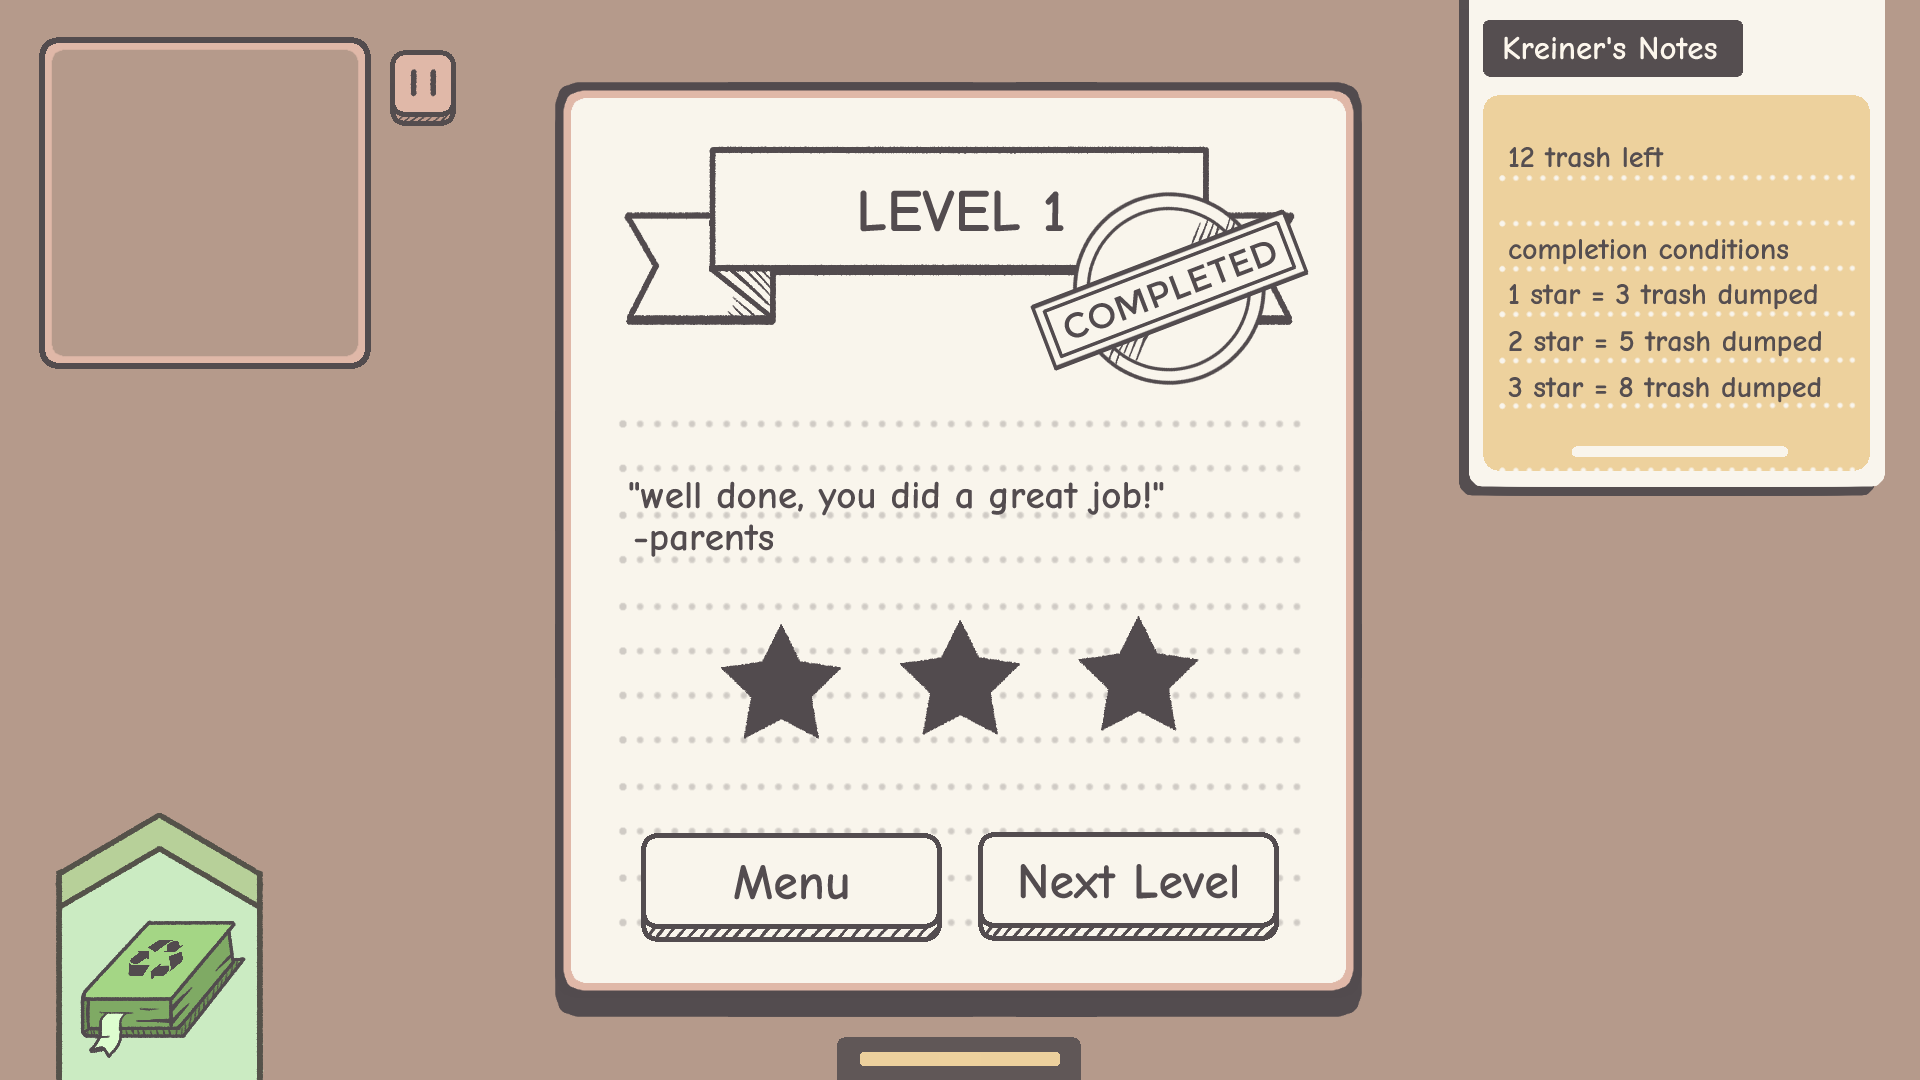 Kreiner's Notes
12 trash left
completion conditions
1 star = 3 trash dumped
2 star = 5 trash dumped
3 star = 8 trash dumped
LEVEL 1
COMPLETED
"well done, you did a great job!"
-parents
Menu
Next Level